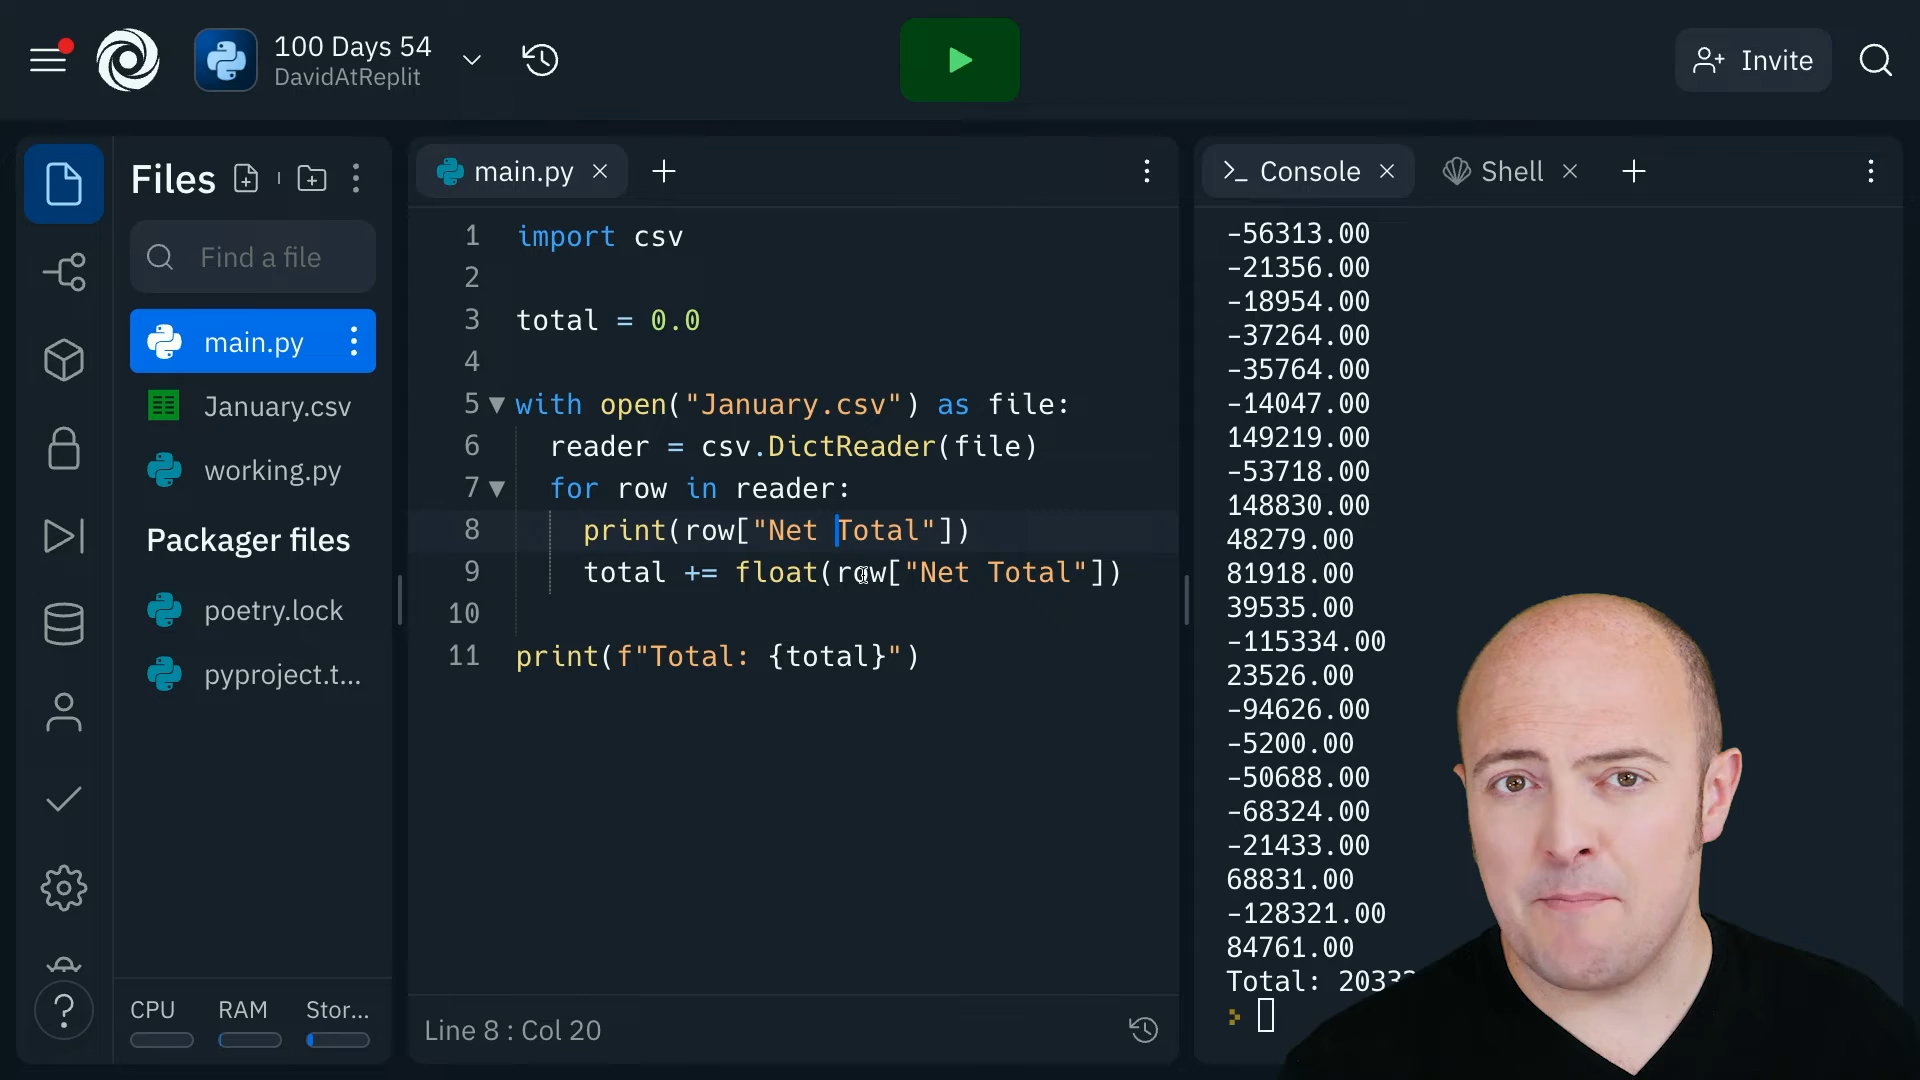 100 Days 54
DavidAtReplit
Invite
Files
Find a file
main.py
January.csv
working.py
Packager files
poetry.lock
pyproject.t...
CPU RAM Stor...
main.py
1 import csv
2
3 total = 0.0
4
5 with open("January.csv") as file:
6 reader = csv.DictReader(file)
7 for row in reader:
8 print(row["Net Total"])
9 total += float(row["Net Total"])
10
11 print(f"Total: {total}")
Line 8 : Col 20
Console Shell
-56313.00
-21356.00
-18954.00
-37264.00
-35764.00
-14047.00
149219.00
-53718.00
148830.00
48279.00
81918.00
39535.00
-115334.00
23526.00
-94626.00
-5200.00
-50688.00
-68324.00
-21433.00
68831.00
-128321.00
84761.00
Total: